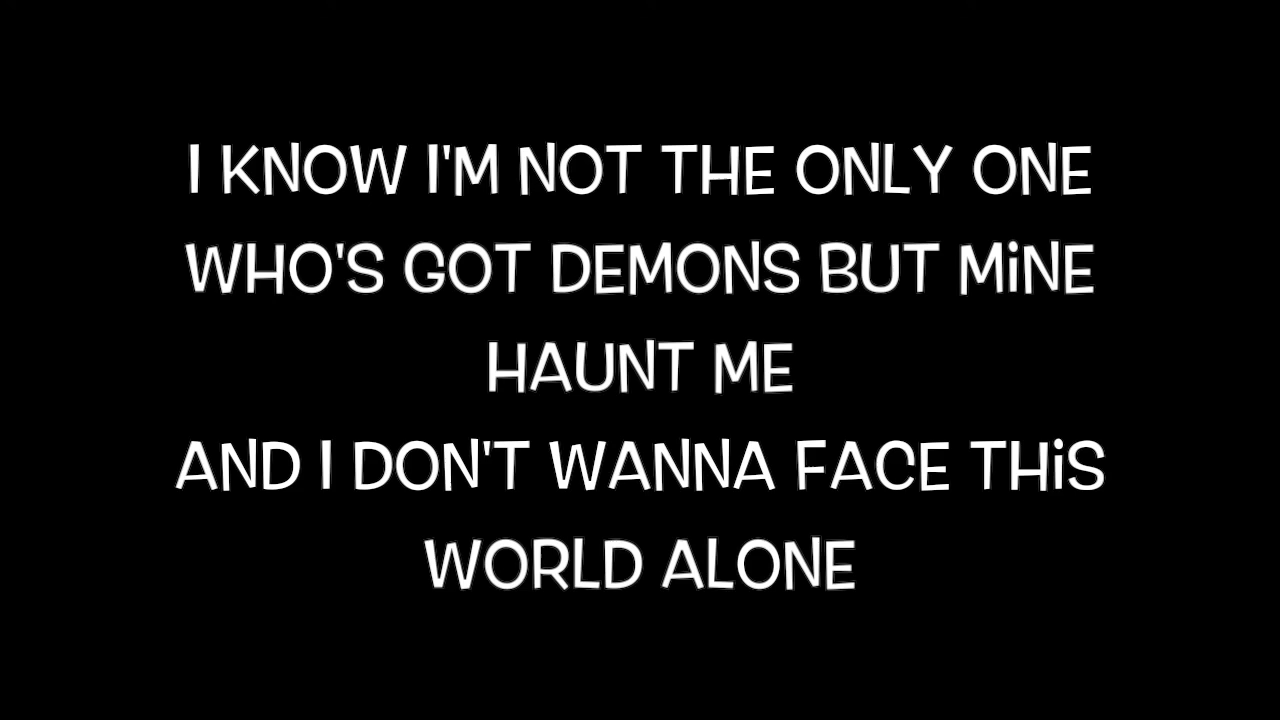 I KNOW I'M NOT THE ONLY ONE
WHO'S GOT DEMONS BUT MiNE
HAUNT ME
AND I DON'T WANNA FACE THiS
WORLD ALONE